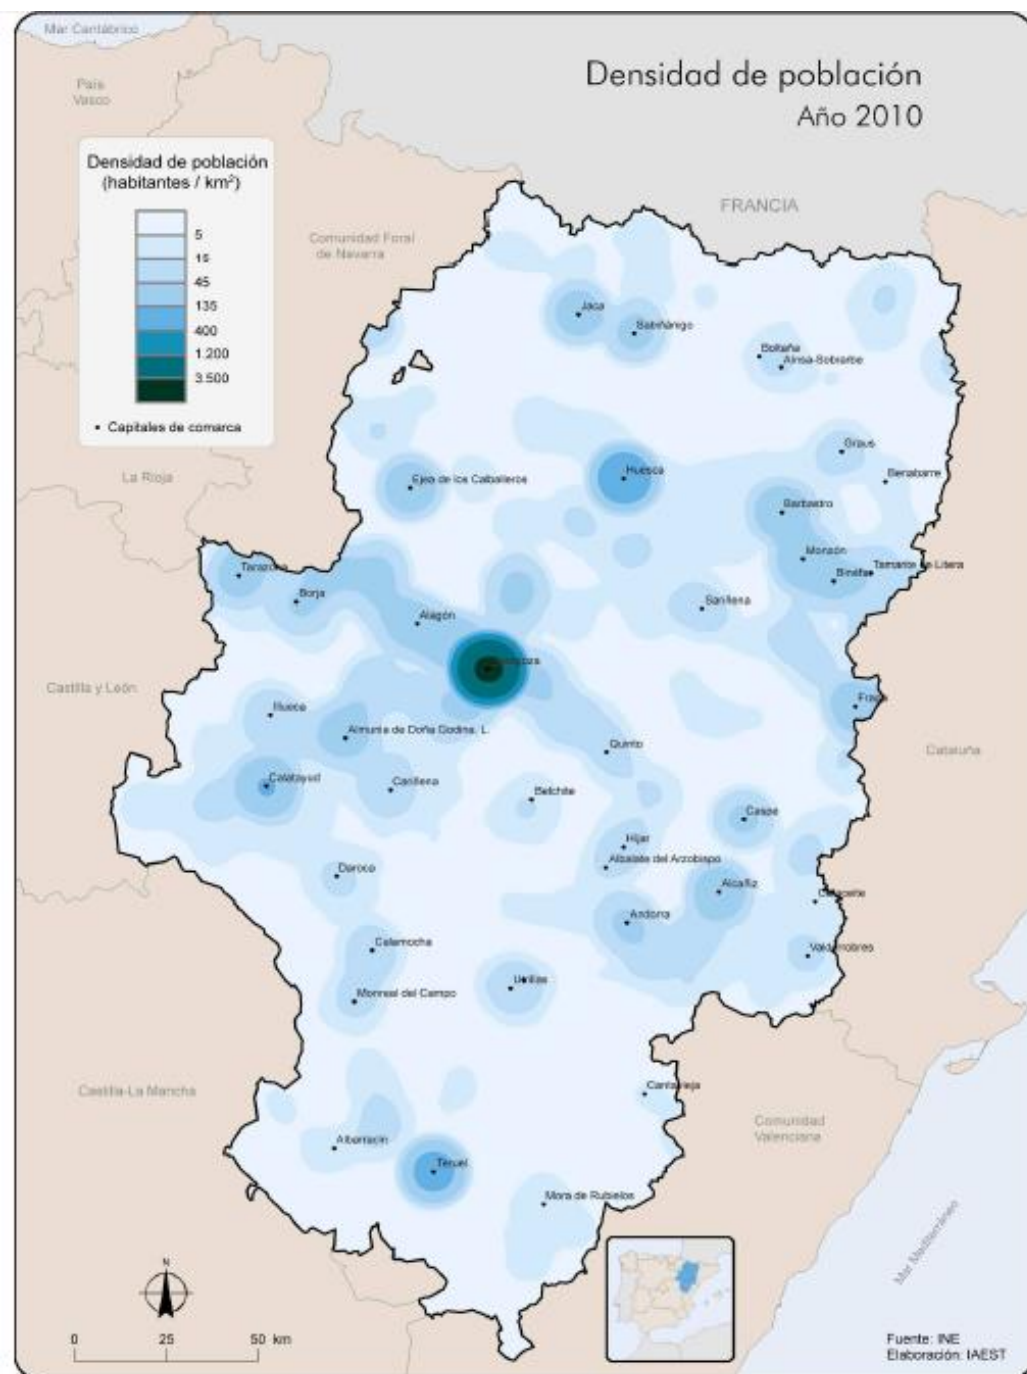 Mar Cantábrico
Densidad de población
Año 2010
País
Vasco
Densidad de población
(habitantes / km²)
5
15
45
135
400
1.200
3.500
Capitales de comarca
FRANCIA
Comunidad Foral
de Navarra
Jaca
Sabiñánigo
Boltaña
Aínsa-Sobrarbe
La Rioja
Graus
Huesca
Benabarre
Ejea de los Caballeros
Barbastro
Monzón
Tarazona
Tamarite de Litera
Binéfar
Borja
Sariñena
Alagón
Castilla y León
Fraga
Illueca
Almunia de Doña Godina, L.
Quinto
Cataluña
Calatayud
Cariñena
Belchite
Caspe
Híjar
Albalate del Arzobispo
Daroca
Alcañiz
Calaceite
Andorra
Calamocha
Valderrobres
Utrillas
Monreal del Campo
Castilla-La Mancha
Cantavieja
Comunidad
Valenciana
Albarracín
Teruel
Mora de Rubielos
Mar Mediterráneo
N
0 25 50 km
Fuente: INE
Elaboración: IAEST